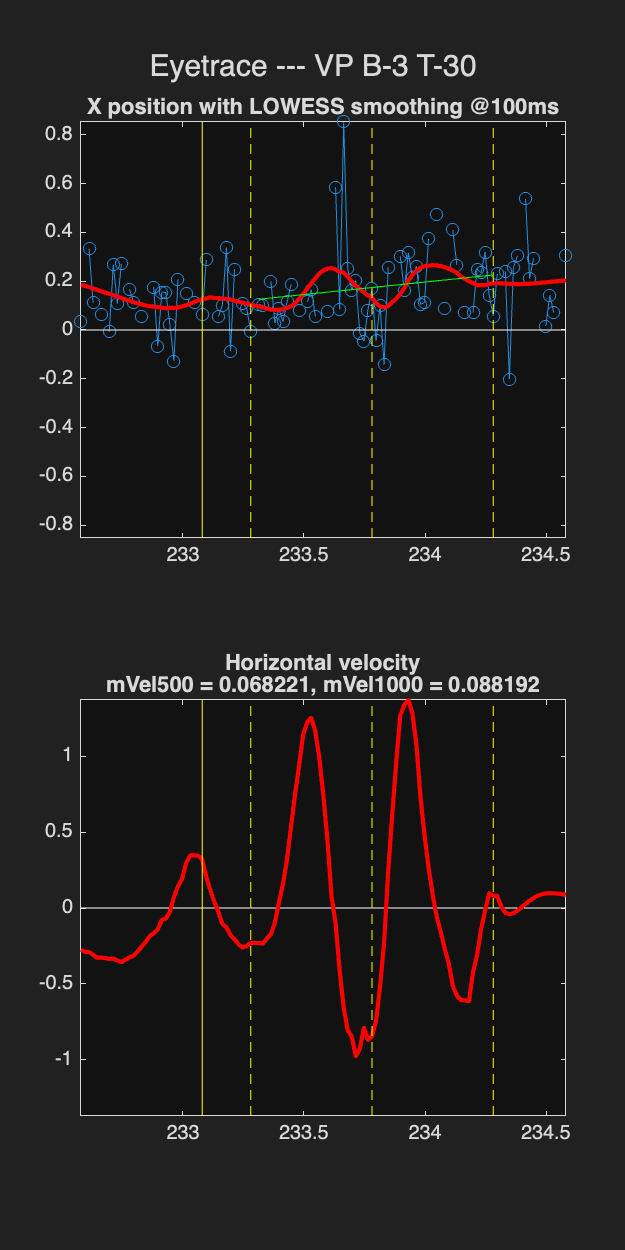 Eyetrace --- VP B-3 T-30
X position with LOWESS smoothing @100ms
0.8
0.6
0.4
0.2
0
-0.2
-0.4
-0.6
-0.8
233 233.5 234 234.5
Horizontal velocity
mVel500 = 0.068221, mVel1000 = 0.088192
1
0.5
0
-0.5
-1
233 233.5 234 234.5